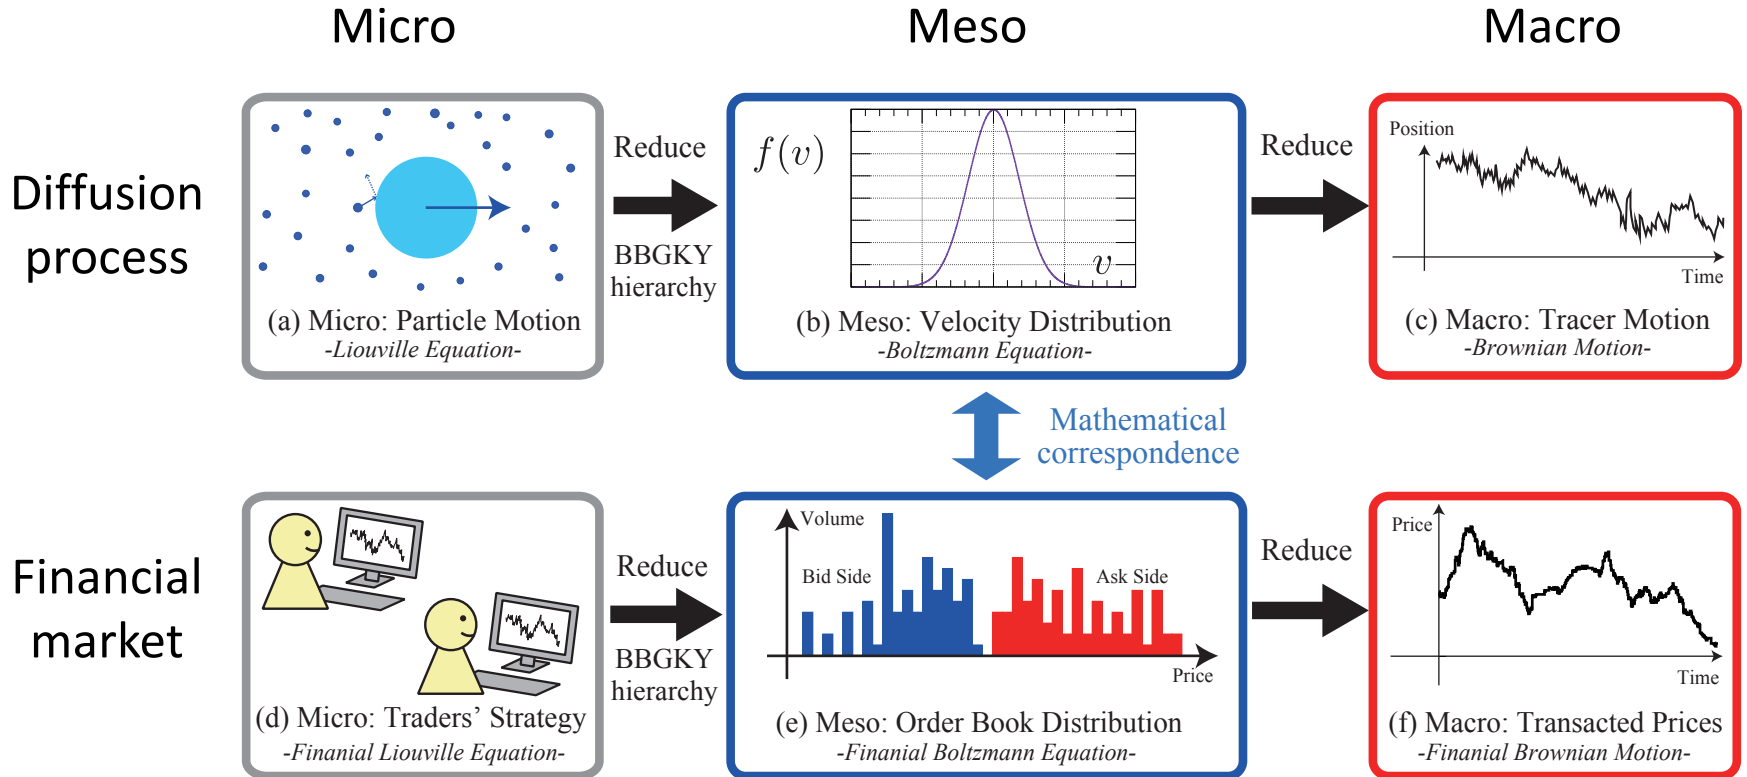 Micro
Meso
Macro
Diffusion
process
Reduce
BBGKY
hierarchy
f(v)
v
Reduce
Position
Time
(a) Micro: Particle Motion
-Liouville Equation-
(b) Meso: Velocity Distribution
-Boltzmann Equation-
(c) Macro: Tracer Motion
-Brownian Motion-
Mathematical
correspondence
Financial
market
Reduce
BBGKY
hierarchy
Volume
Bid Side
Ask Side
Price
Reduce
Price
Time
(d) Micro: Traders' Strategy
-Finanial Liouville Equation-
(e) Meso: Order Book Distribution
-Finanial Boltzmann Equation-
(f) Macro: Transacted Prices
-Finanial Brownian Motion-